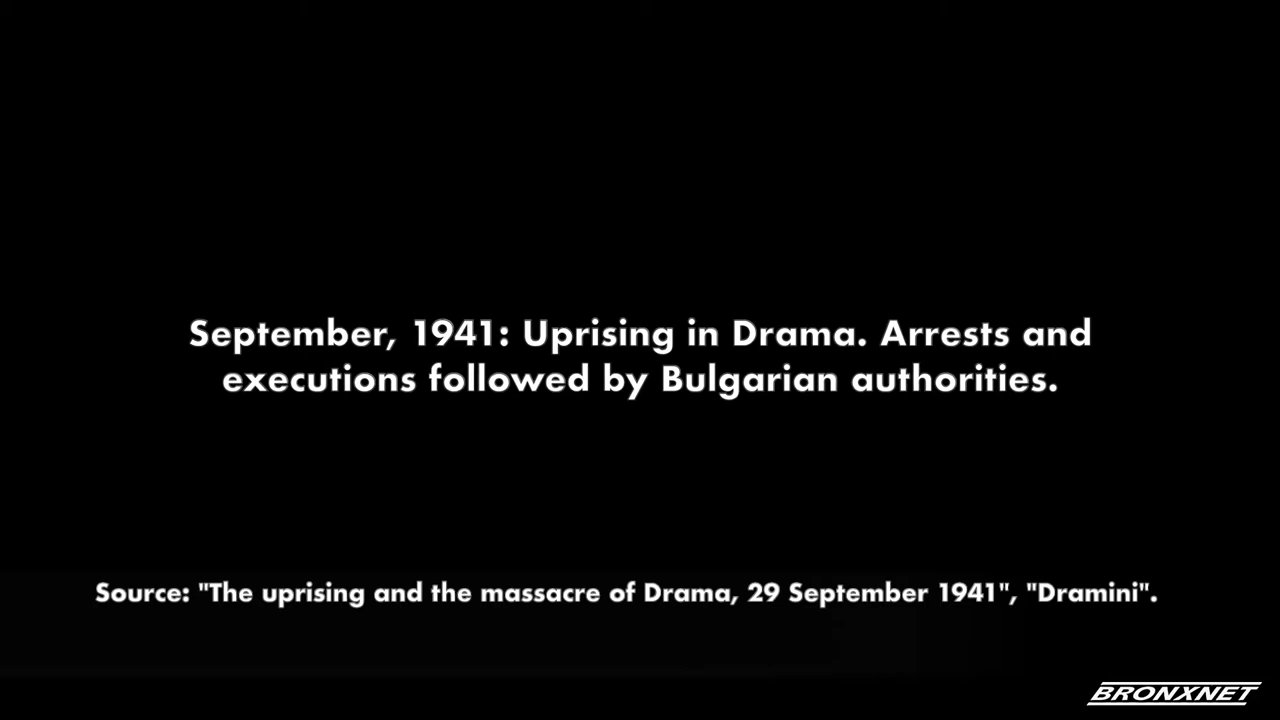 September, 1941: Uprising in Drama. Arrests and
executions followed by Bulgarian authorities.
Source: "The uprising and the massacre of Drama, 29 September 1941", "Dramini".
BRONXNET